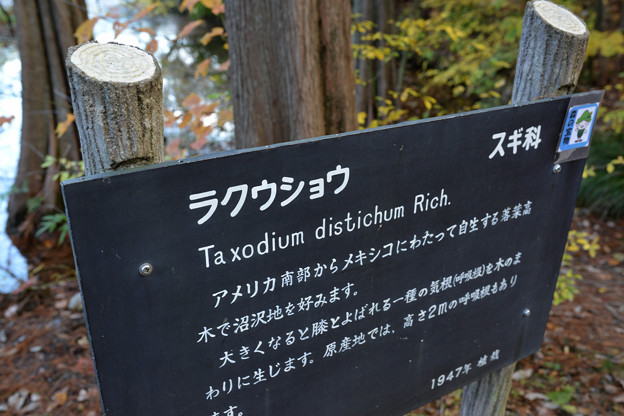 ラクウショウ
スギ科
Taxodium distichum Rich.
アメリカ南部からメキシコにわたって自生する落葉高
木で沼沢地を好みます。
大きくなると膝とよばれる一種の気根(呼吸根)を木のま
わりに生じます。原産地では、高さ2mの呼吸根もあり
ます。
1947年 植栽